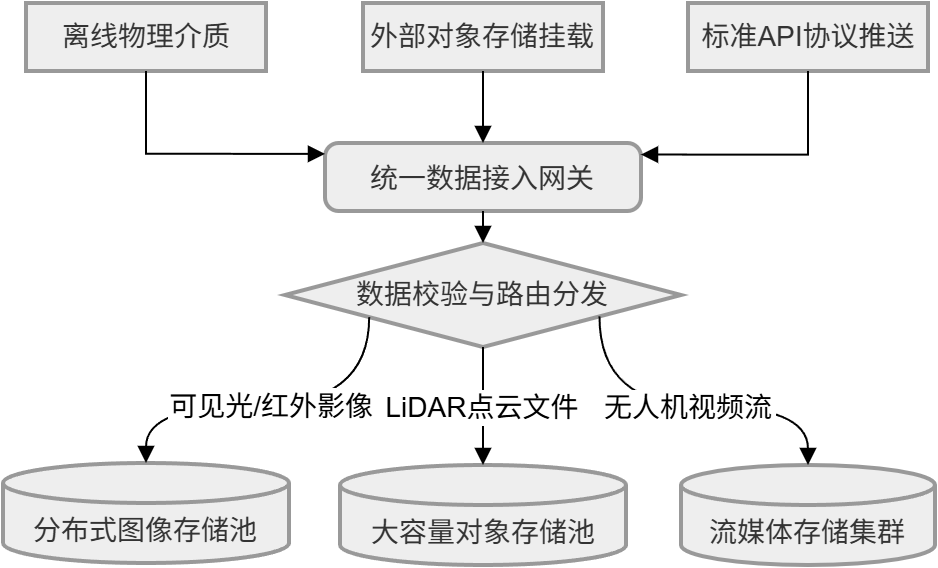 离线物理介质
外部对象存储挂载
标准API协议推送
统一数据接入网关
数据校验与路由分发
可见光/红外影像
LiDAR点云文件
无人机视频流
分布式图像存储池
大容量对象存储池
流媒体存储集群